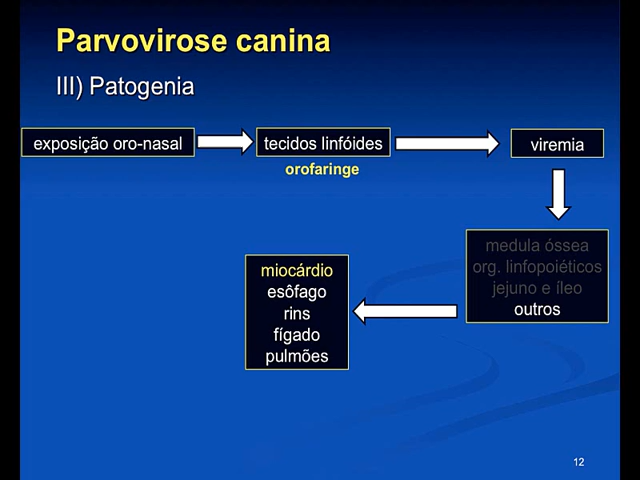 Parvovirose canina
III) Patogenia
exposição oro-nasal
tecidos linfóides
viremia
orofaringe
medula óssea
org. linfopoiéticos
jejuno e íleo
outros
miocárdio
esôfago
rins
fígado
pulmões
12